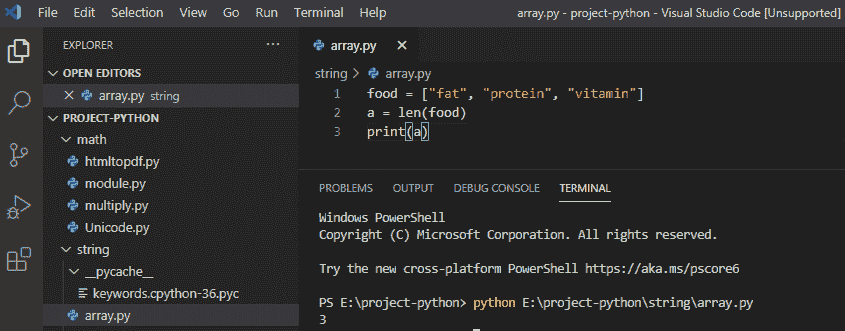 File Edit Selection View Go Run Terminal Help array.py - project-python - Visual Studio Code [Unsupported]
EXPLORER ...
OPEN EDITORS
array.py string
PROJECT-PYTHON
math
htmltopdf.py
module.py
multiply.py
Unicode.py
string
__pycache__
keywords.cpython-36.pyc
array.py
array.py
string > array.py
1 food = ["fat", "protein", "vitamin"]
2 a = len(food)
3 print(a)
PROBLEMS OUTPUT DEBUG CONSOLE TERMINAL
Windows PowerShell
Copyright (C) Microsoft Corporation. All rights reserved.
Try the new cross-platform PowerShell https://aka.ms/pscore6
PS E:\project-python> python E:\project-python\string\array.py
3